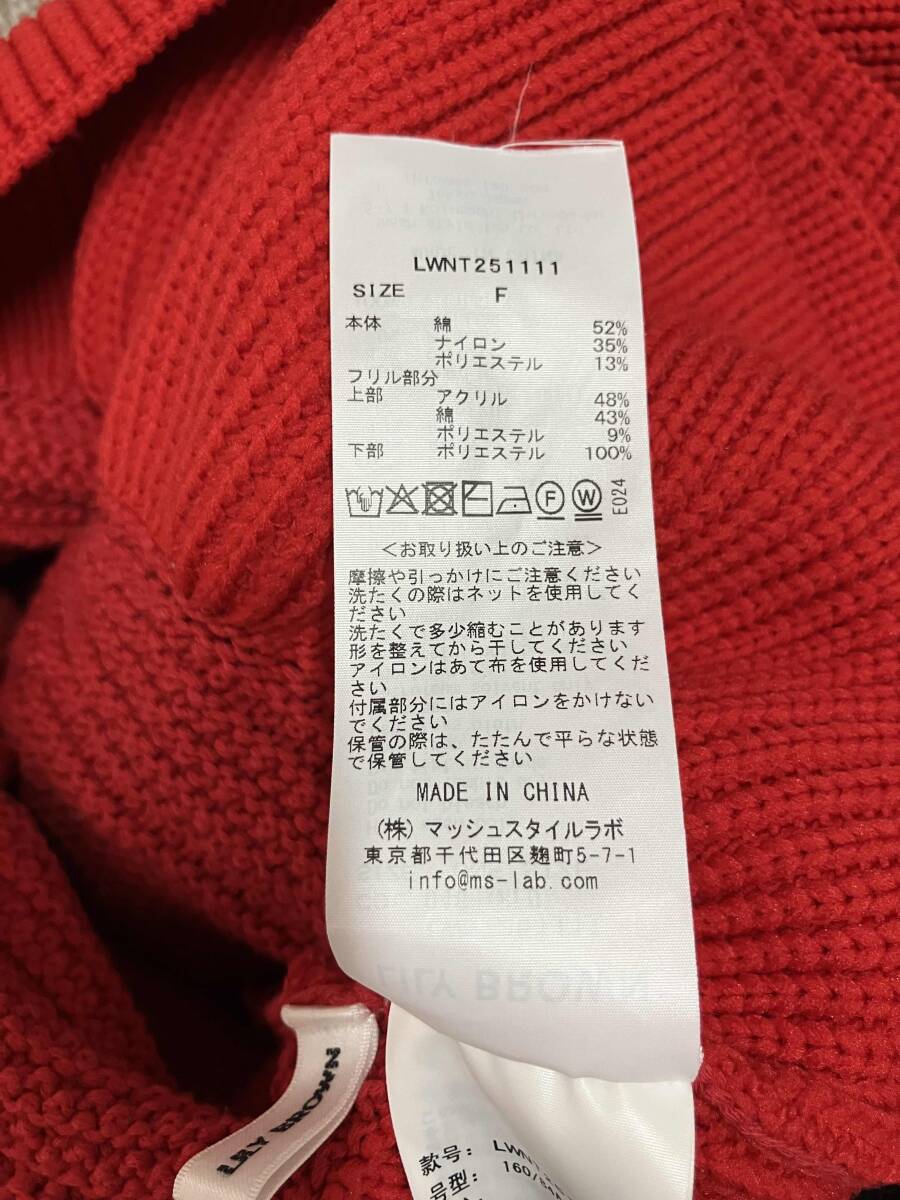 LWNT251111
SIZE F
本体 綿 52%
ナイロン 35%
ポリエステル 13%
フリル部分
上部 アクリル 48%
綿 43%
ポリエステル 9%
下部 ポリエステル 100%
F W E024
<お取り扱い上のご注意>
摩擦や引っかけにご注意ください
洗たくの際はネットを使用してく
ださい
洗たくで多少縮むことがあります
形を整えてから干してください
アイロンはあて布を使用してくだ
さい
付属部分にはアイロンをかけない
でください
保管の際は、たたんで平らな状態
で保管してください
MADE IN CHINA
(株)マッシュスタイルラボ
東京都千代田区麹町5-7-1
info@ms-lab.com
LILY BROWN
LILY BROWN
款号: LWN
号型: 160/84